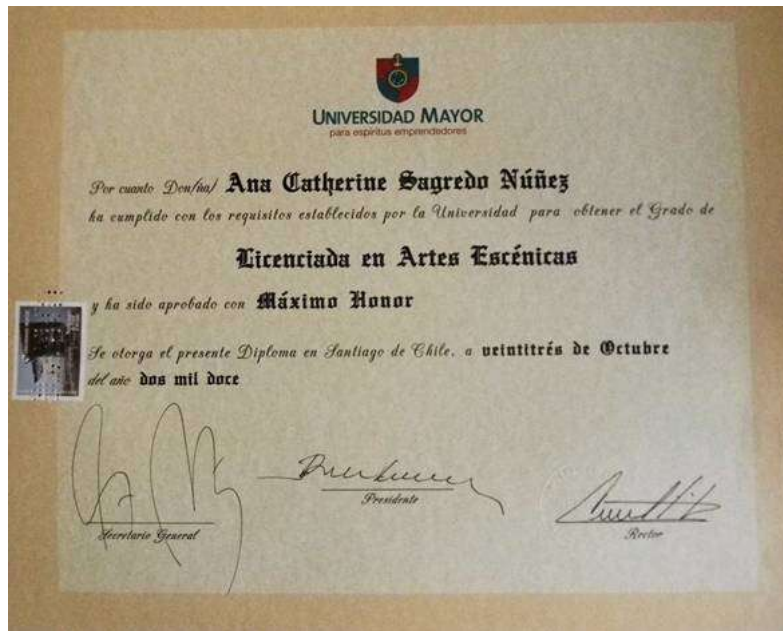 UNIVERSIDAD MAYOR
para espíritus emprendedores
Por cuanto Don/ña/ Ana Catherine Sagredo Núñez
ha cumplido con los requisitos establecidos por la Universidad para obtener el Grado de
Licenciada en Artes Escénicas
y ha sido aprobado con Máximo Honor
Se otorga el presente Diploma en Santiago de Chile, a veintitrés de Octubre
del año dos mil doce
Secretario General
Presidente
Rector